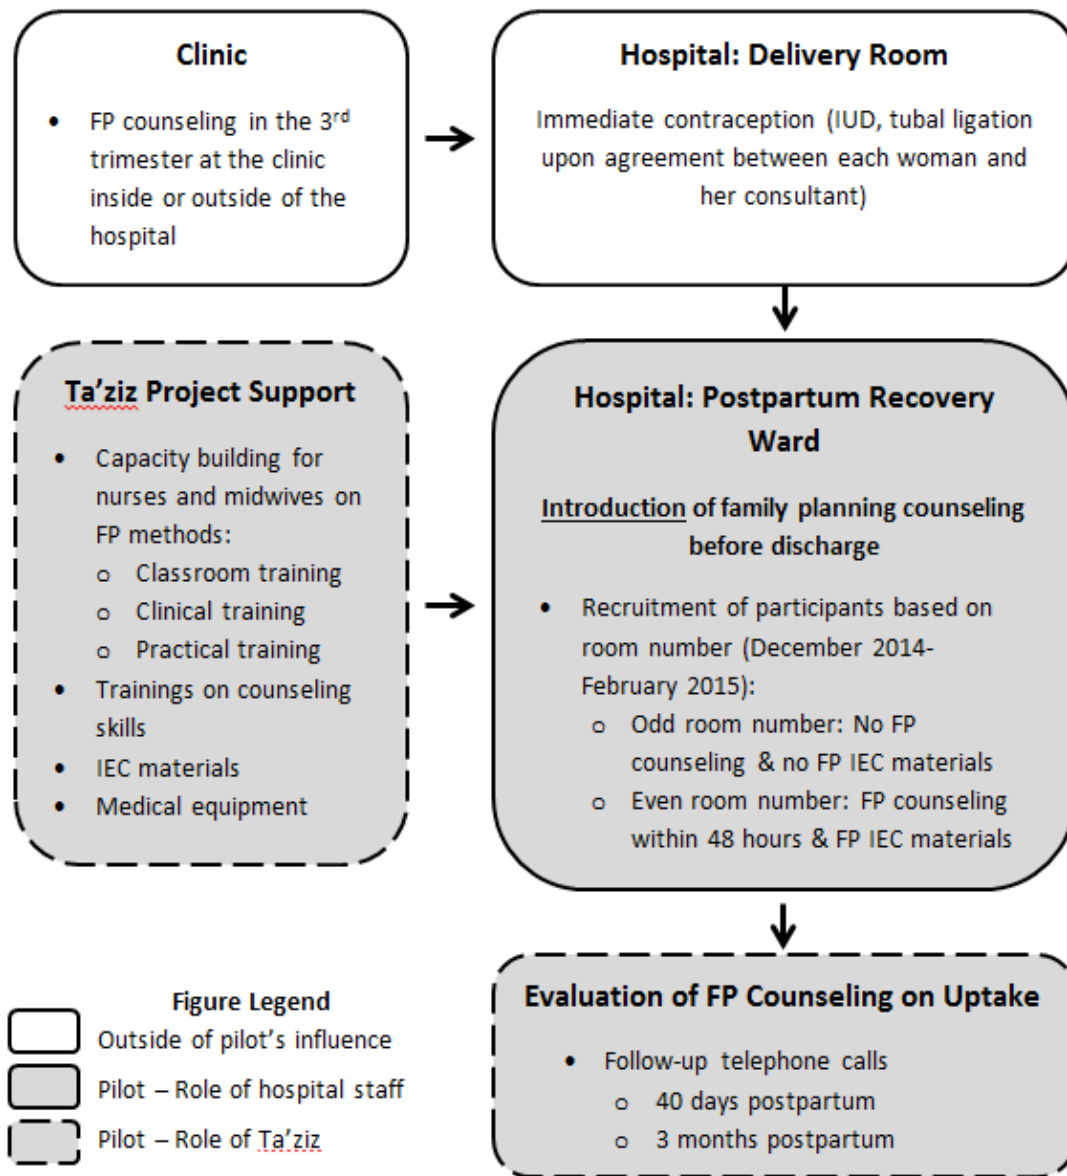 Clinic
• FP counseling in the 3rd
trimester at the clinic
inside or outside of the
hospital
Hospital: Delivery Room
Immediate contraception (IUD, tubal ligation
upon agreement between each woman and
her consultant)
Ta’ziz Project Support
• Capacity building for
nurses and midwives on
FP methods:
o Classroom training
o Clinical training
o Practical training
• Trainings on counseling
skills
• IEC materials
• Medical equipment
Hospital: Postpartum Recovery
Ward
Introduction of family planning counseling
before discharge
• Recruitment of participants based on
room number (December 2014-
February 2015):
o Odd room number: No FP
counseling & no FP IEC materials
o Even room number: FP counseling
within 48 hours & FP IEC materials
Evaluation of FP Counseling on Uptake
• Follow-up telephone calls
o 40 days postpartum
o 3 months postpartum
Figure Legend
Outside of pilot’s influence
Pilot – Role of hospital staff
Pilot – Role of Ta’ziz